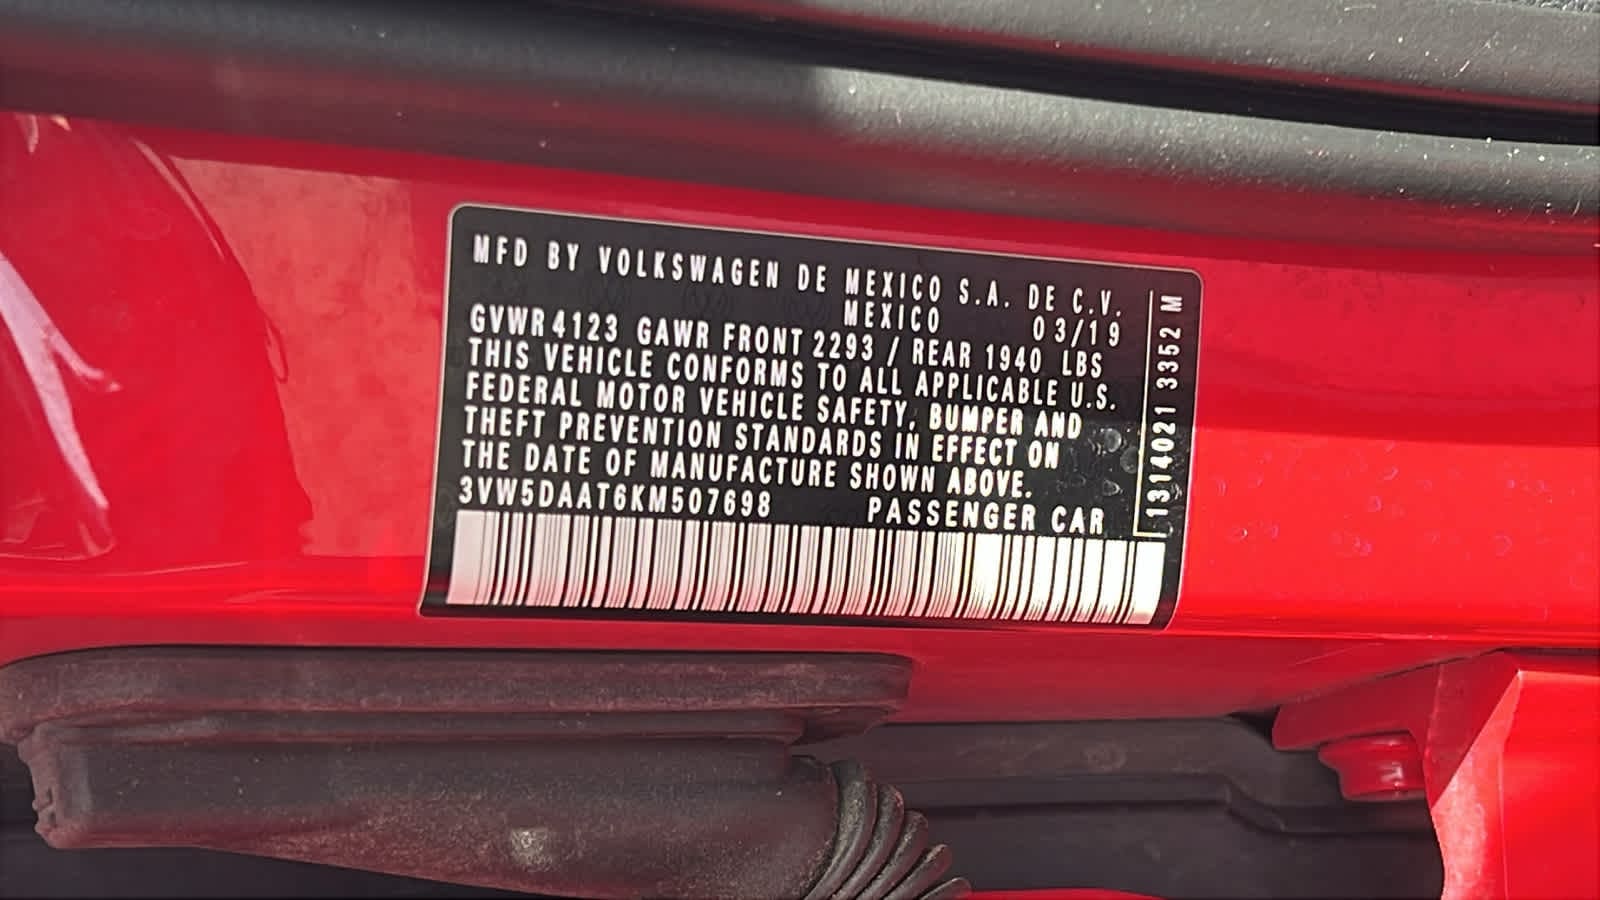 MFD BY VOLKSWAGEN DE MEXICO S.A. DE C.V.
MEXICO 03/19
GVWR 4123 GAWR FRONT 2293 / REAR 1940 LBS
THIS VEHICLE CONFORMS TO ALL APPLICABLE U.S.
FEDERAL MOTOR VEHICLE SAFETY, BUMPER AND
THEFT PREVENTION STANDARDS IN EFFECT ON
THE DATE OF MANUFACTURE SHOWN ABOVE.
3VW5DAAT6KM507698 PASSENGER CAR
1314021 3352 M